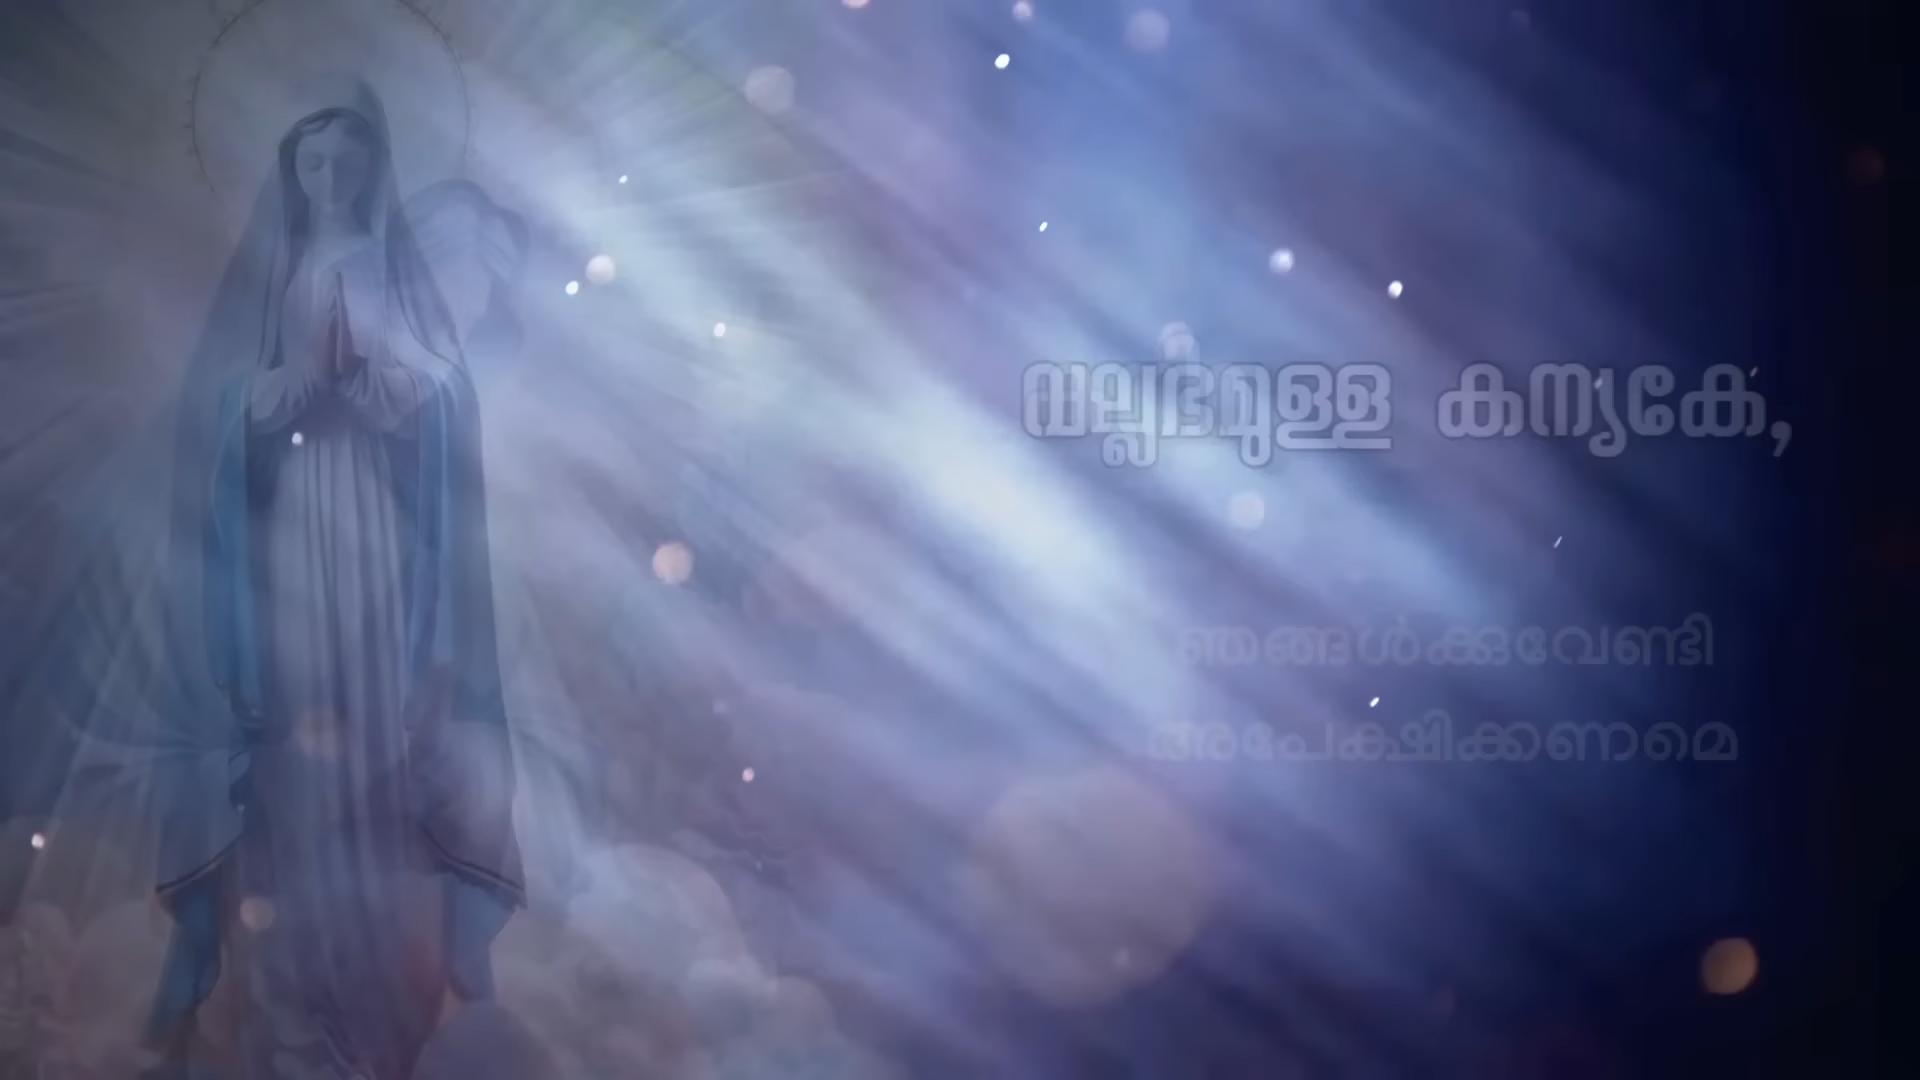 വല്ലഭമുള്ള കന്യകേ,
ഞങ്ങൾക്കുവേണ്ടി
അപേക്ഷിക്കണമെ